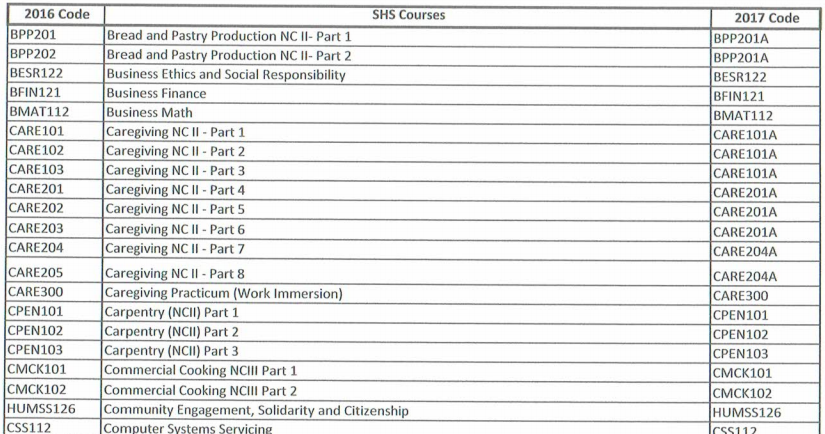 2016 Code SHS Courses 2017 Code
BPP201 Bread and Pastry Production NC II- Part 1 BPP201A
BPP202 Bread and Pastry Production NC II- Part 2 BPP201A
BESR122 Business Ethics and Social Responsibility BESR122
BFIN121 Business Finance BFIN121
BMAT112 Business Math BMAT112
CARE101 Caregiving NC II - Part 1 CARE101A
CARE102 Caregiving NC II - Part 2 CARE101A
CARE103 Caregiving NC II - Part 3 CARE101A
CARE201 Caregiving NC II - Part 4 CARE201A
CARE202 Caregiving NC II - Part 5 CARE201A
CARE203 Caregiving NC II - Part 6 CARE201A
CARE204 Caregiving NC II - Part 7 CARE204A
CARE205 Caregiving NC II - Part 8 CARE204A
CARE300 Caregiving Practicum (Work Immersion) CARE300
CPEN101 Carpentry (NCII) Part 1 CPEN101
CPEN102 Carpentry (NCII) Part 2 CPEN102
CPEN103 Carpentry (NCII) Part 3 CPEN103
CMCK101 Commercial Cooking NCIII Part 1 CMCK101
CMCK102 Commercial Cooking NCIII Part 2 CMCK102
HUMSS126 Community Engagement, Solidarity and Citizenship HUMSS126
CSS112 Computer Systems Servicing CSS112